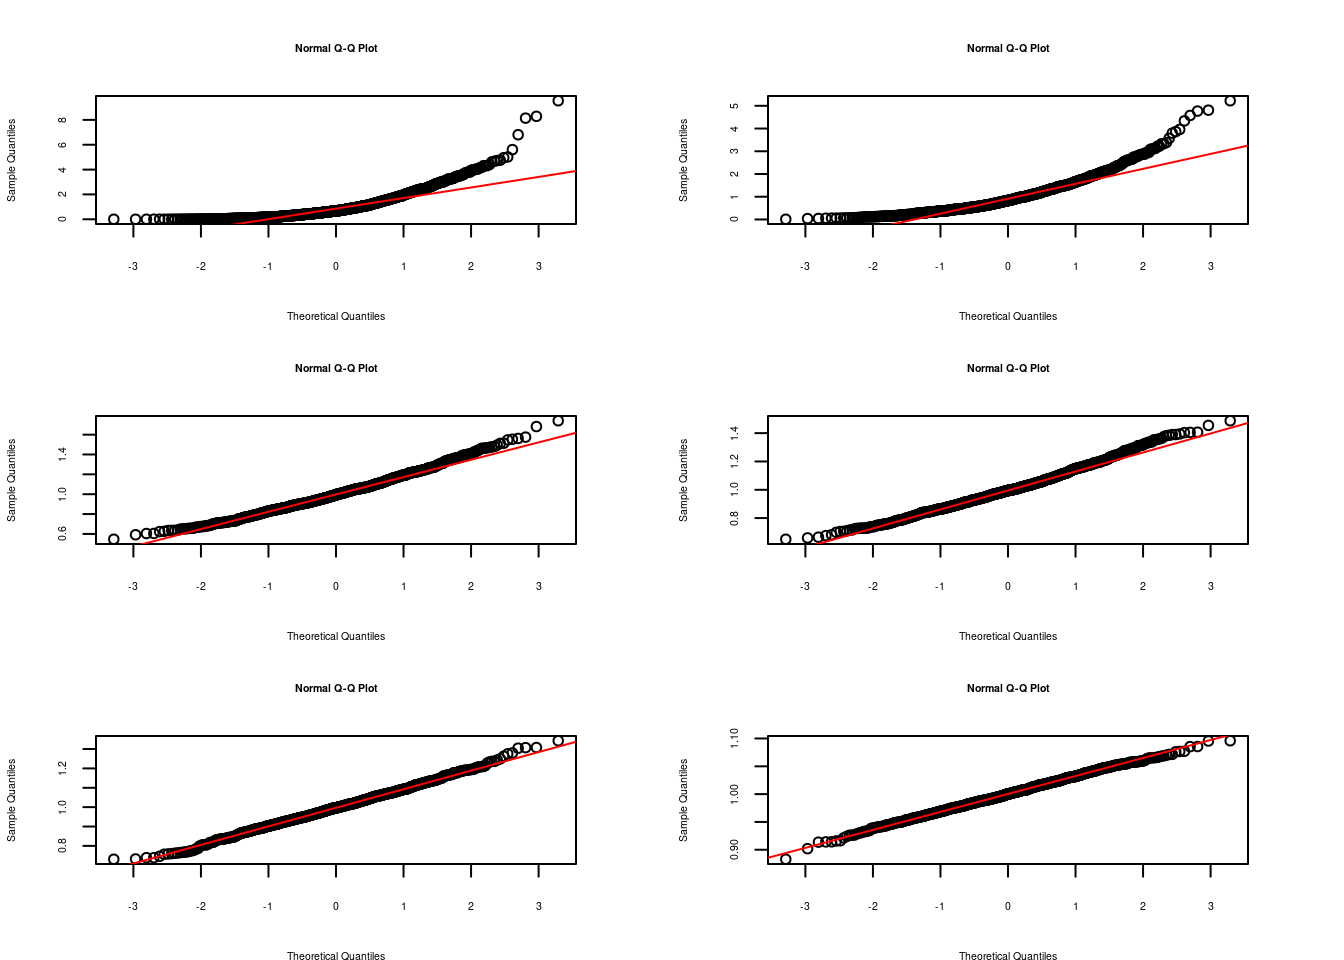 Normal Q-Q Plot
Sample Quantiles
0 2 4 6 8
-3 -2 -1 0 1 2 3
Theoretical Quantiles
Normal Q-Q Plot
Sample Quantiles
0 1 2 3 4 5
-3 -2 -1 0 1 2 3
Theoretical Quantiles
Normal Q-Q Plot
Sample Quantiles
0.6 1.0 1.4
-3 -2 -1 0 1 2 3
Theoretical Quantiles
Normal Q-Q Plot
Sample Quantiles
0.8 1.0 1.2 1.4
-3 -2 -1 0 1 2 3
Theoretical Quantiles
Normal Q-Q Plot
Sample Quantiles
0.8 1.0 1.2
-3 -2 -1 0 1 2 3
Theoretical Quantiles
Normal Q-Q Plot
Sample Quantiles
0.90 1.00 1.10
-3 -2 -1 0 1 2 3
Theoretical Quantiles